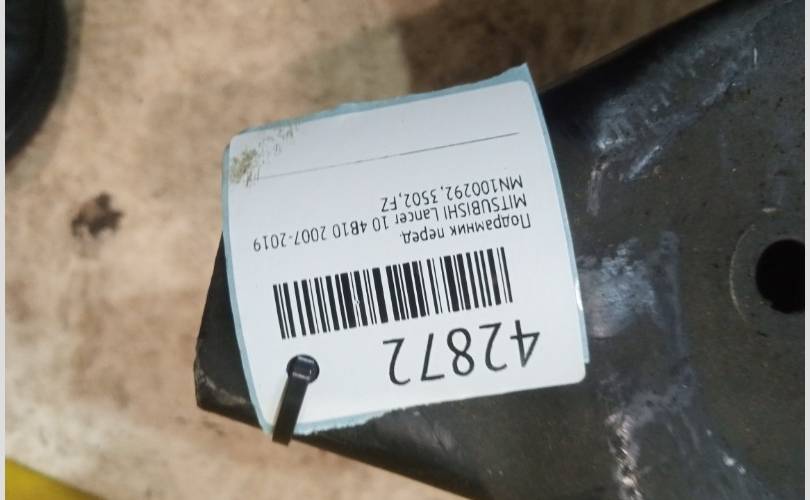 42872
Подрамник перед.
MITSUBISHI Lancer 10 4B10 2007-2019
MN100292, 3502,FZ